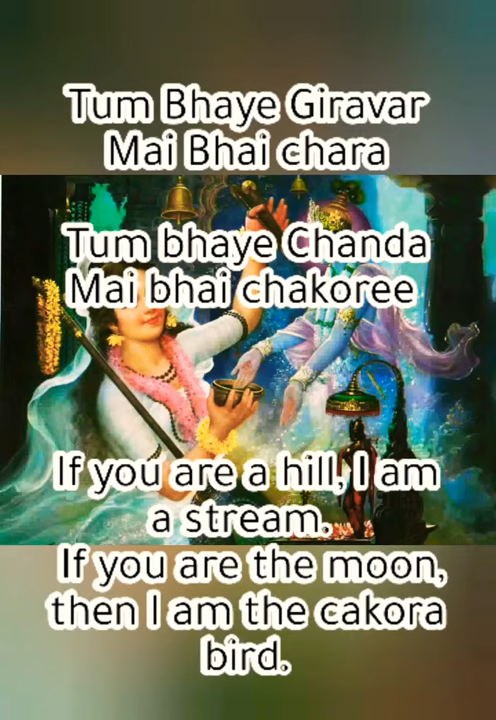 Tum Bhaye Giravar
Mai Bhai chara
Tum bhaye Chanda
Mai bhai chakoree
If you are a hill, I am
a stream.
If you are the moon,
then I am the cakora
bird.